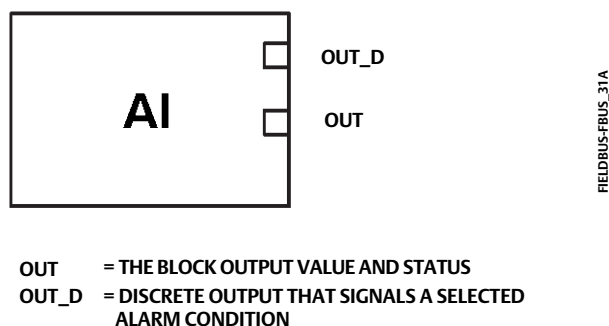 AI
OUT_D
OUT
FIELDBUS-FBUS_31A
OUT = THE BLOCK OUTPUT VALUE AND STATUS
OUT_D = DISCRETE OUTPUT THAT SIGNALS A SELECTED
ALARM CONDITION